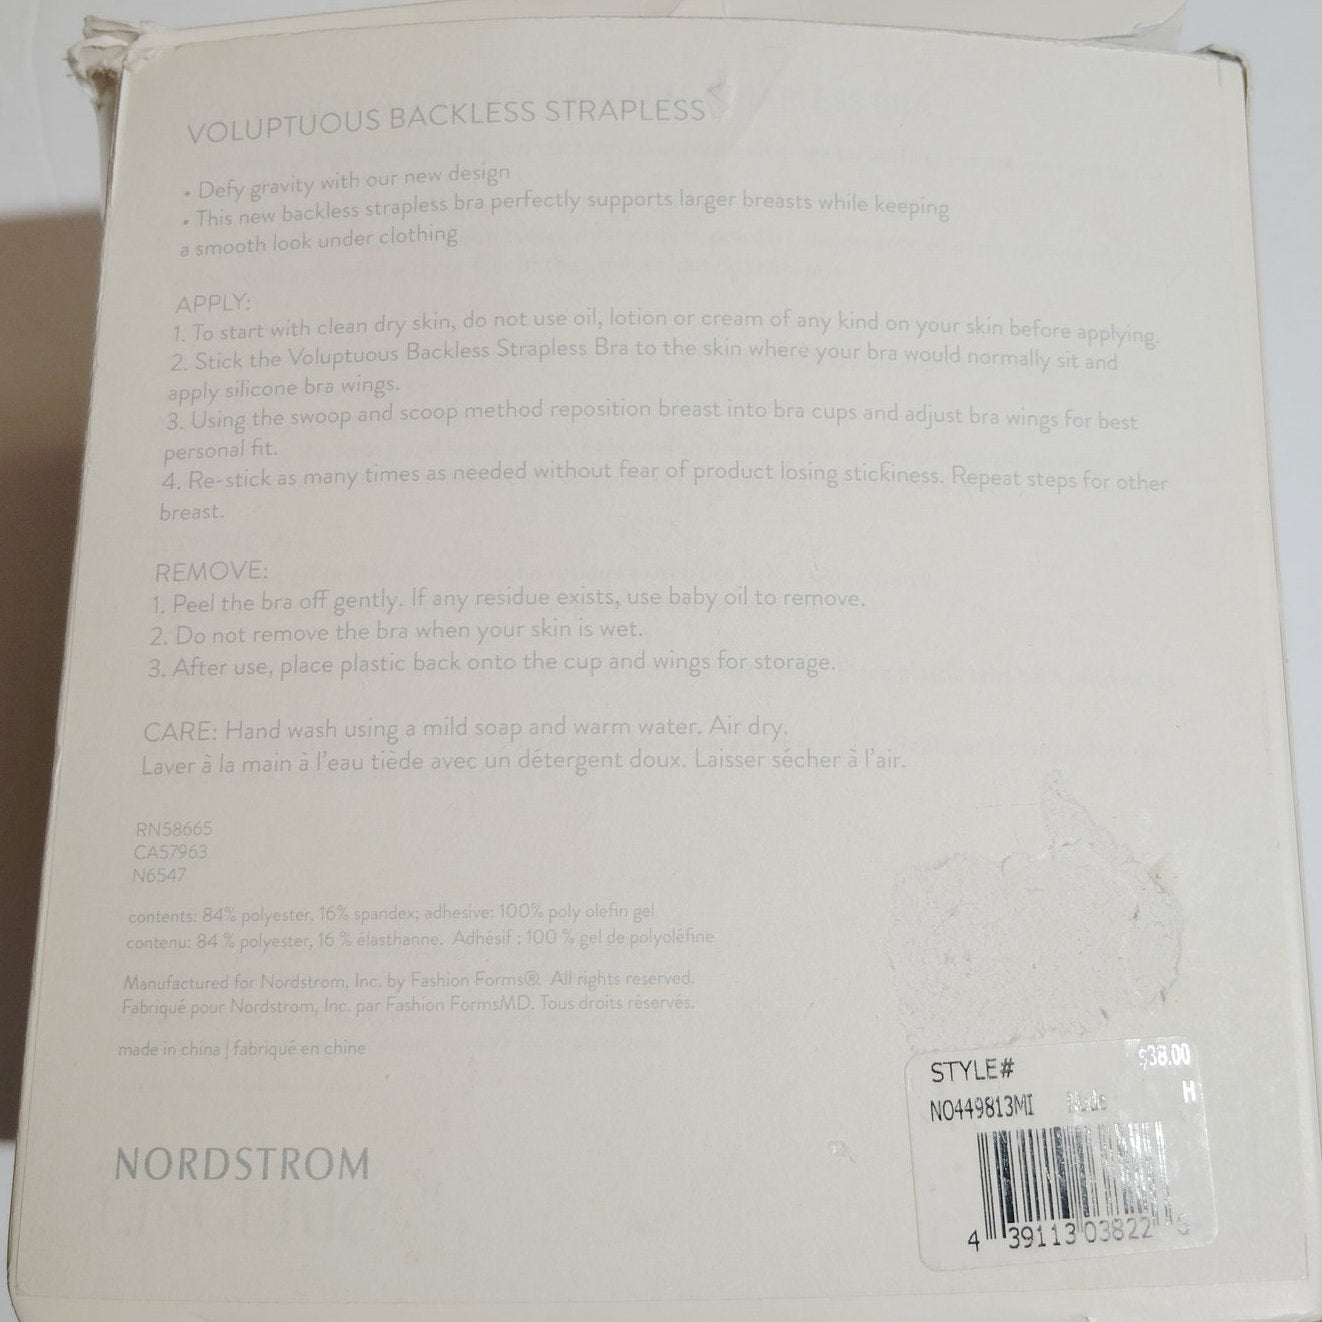 VOLUPTUOUS BACKLESS STRAPLESS
• Defy gravity with our new design
• This new backless strapless bra perfectly supports larger breasts while keeping
a smooth look under clothing
APPLY:
1. To start with clean dry skin, do not use oil, lotion or cream of any kind on your skin before applying.
2. Stick the Voluptuous Backless Strapless Bra to the skin where your bra would normally sit and
apply silicone bra wings.
3. Using the swoop and scoop method reposition breast into bra cups and adjust bra wings for best
personal fit.
4. Re-stick as many times as needed without fear of product losing stickiness. Repeat steps for other
breast.
REMOVE:
1. Peel the bra off gently. If any residue exists, use baby oil to remove.
2. Do not remove the bra when your skin is wet.
3. After use, place plastic back onto the cup and wings for storage.
CARE: Hand wash using a mild soap and warm water. Air dry.
Laver à la main à l'eau tiède avec un détergent doux. Laisser sécher à l'air.
RN58665
CA57963
N6547
contents: 84% polyester, 16% spandex; adhesive: 100% poly olefin gel
contenu: 84 % polyester, 16 % élasthanne. Adhésif : 100 % gel de polyoléfine
Manufactured for Nordstrom, Inc. by Fashion Forms®. All rights reserved.
Fabriqué pour Nordstrom, Inc. par Fashion FormsMD. Tous droits réservés.
made in china | fabriqué en chine
NORDSTROM
STYLE# $38.00
NO449813MI Nude H
4 39113 03822